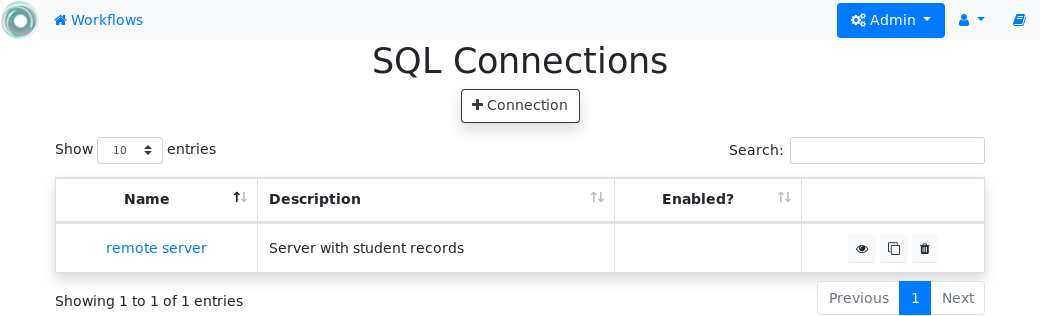 Workflows
Admin
SQL Connections
Connection
Show 10 entries
Search:
Name Description Enabled?
remote server Server with student records
Showing 1 to 1 of 1 entries
Previous 1 Next